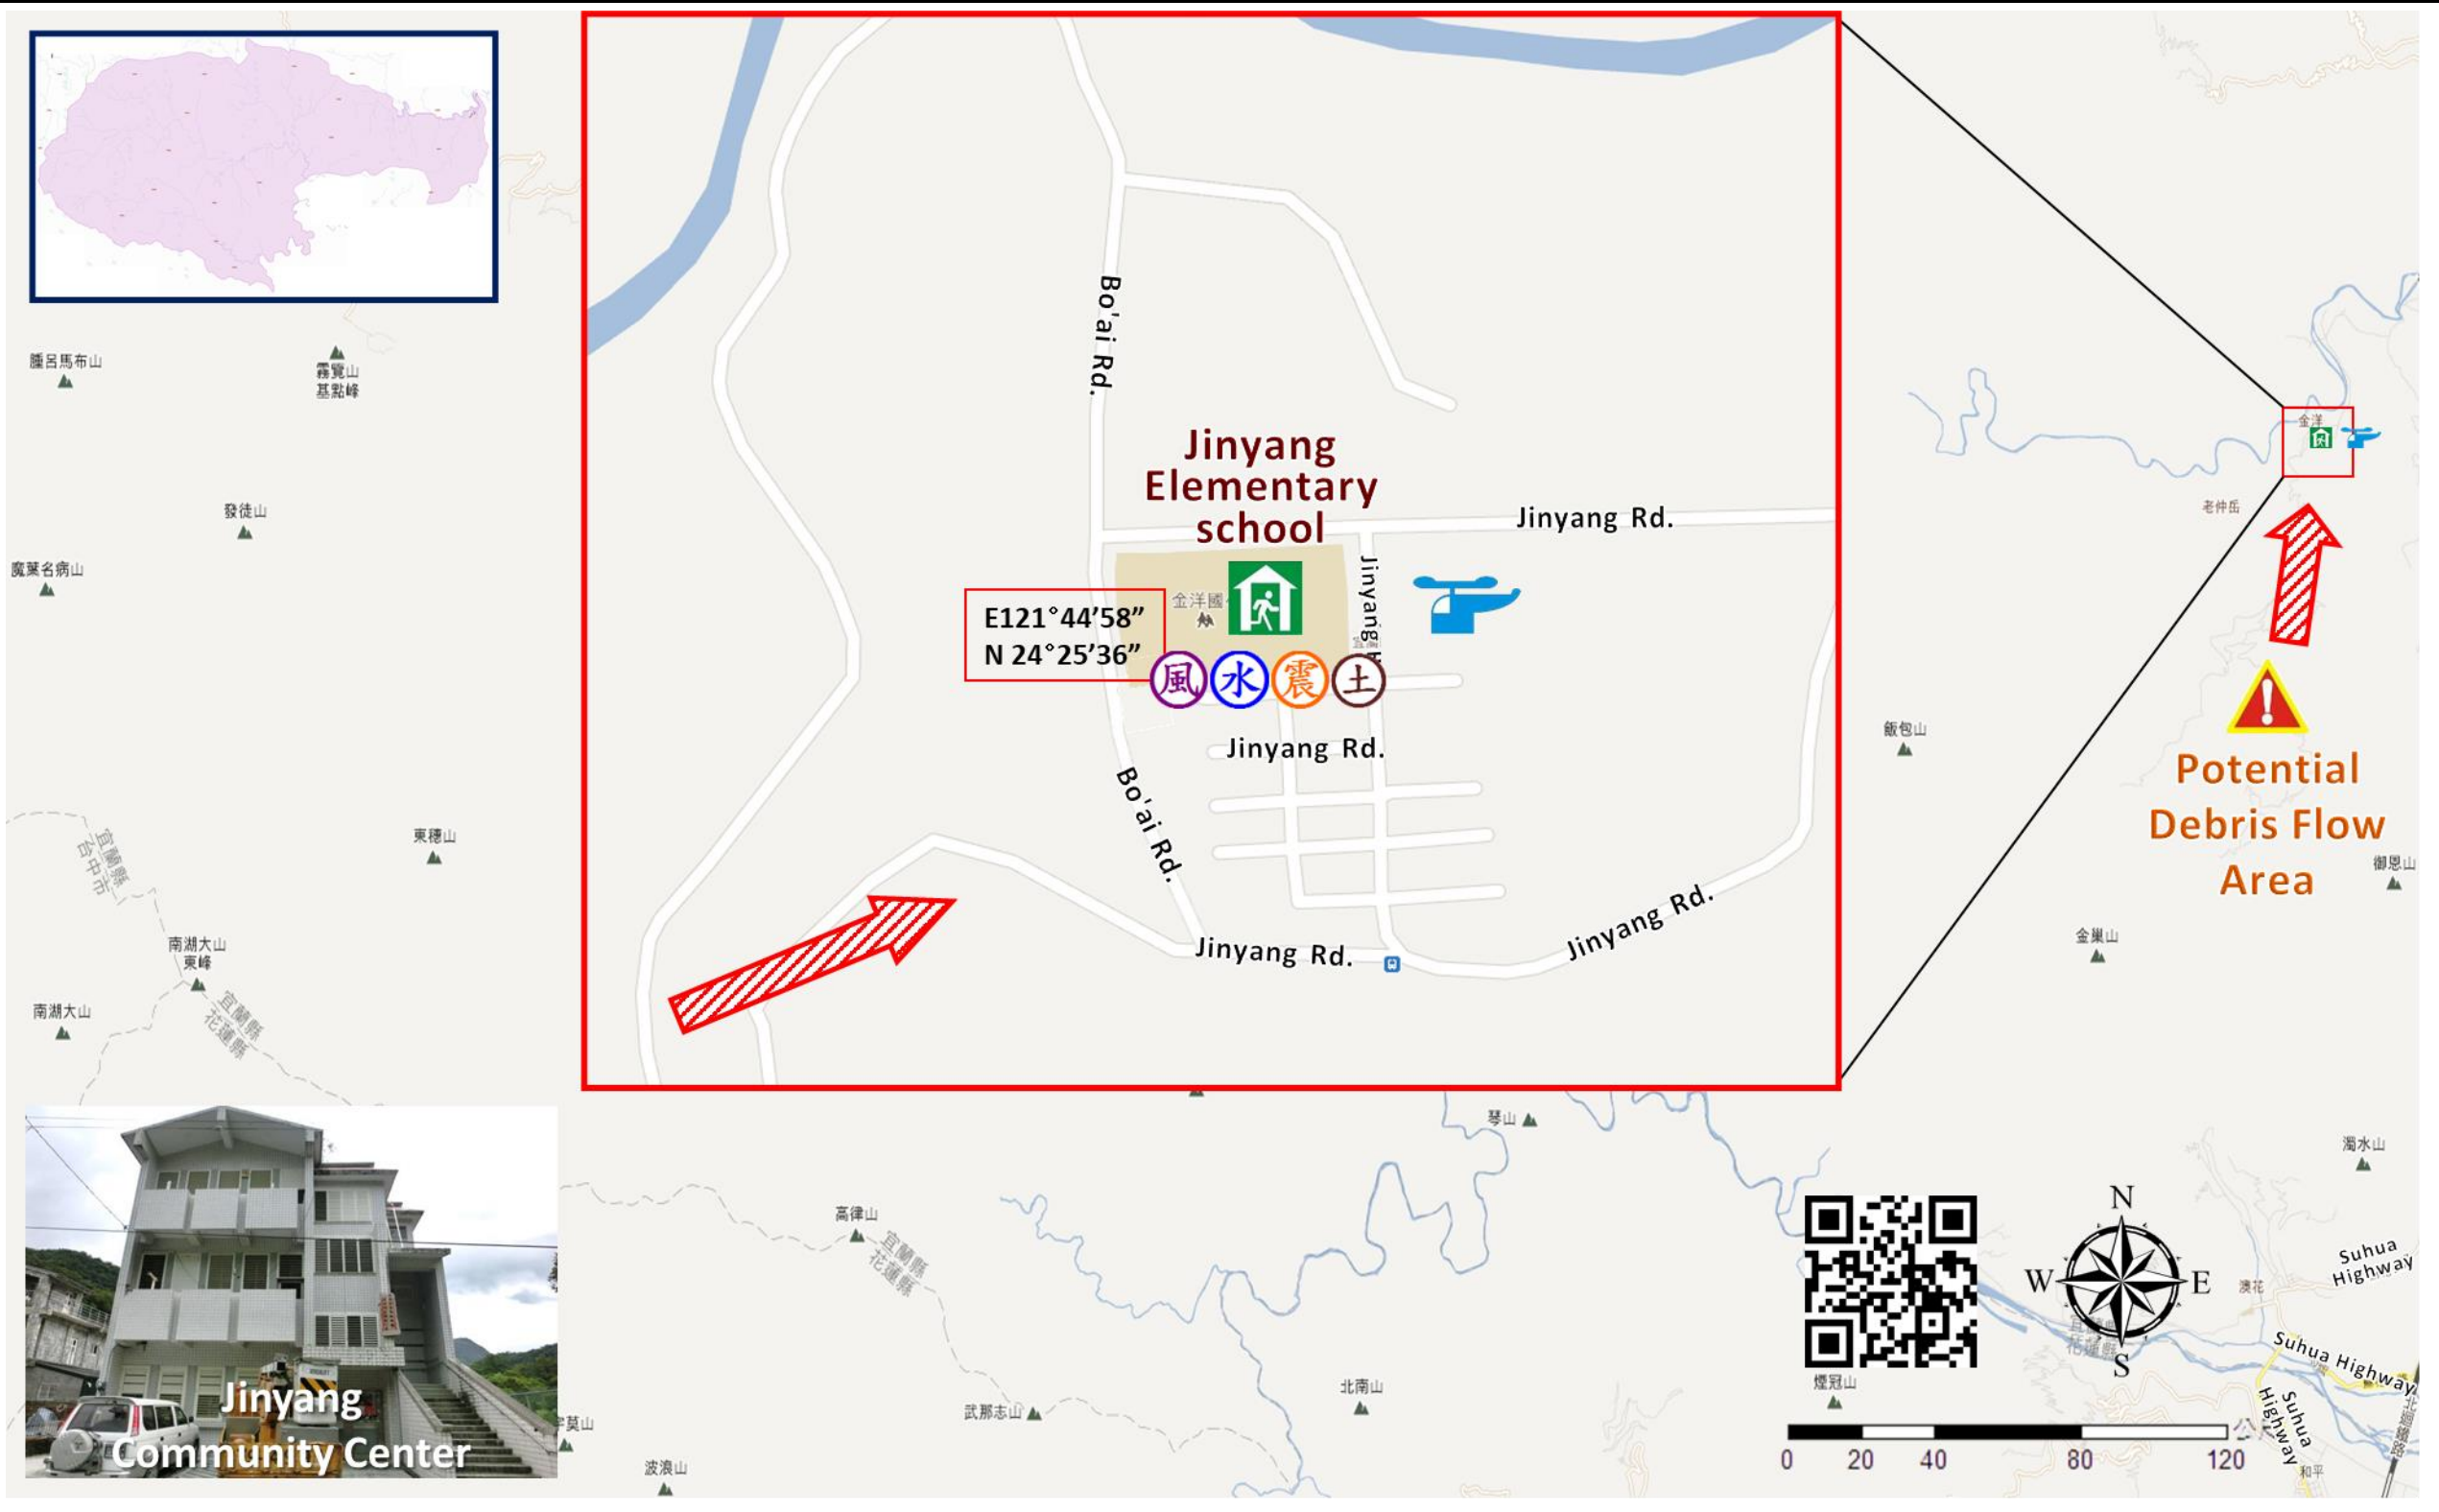 腫呂馬布山
霧覽山
基點峰
發徒山
魔葉名病山
東穗山
宜蘭縣
台中市
南湖大山
東峰
南湖大山
宜蘭縣
花蓮縣
Bo'ai Rd.
Jinyang
Elementary
school
Jinyang Rd.
Jinyang
金洋國
E121°44’58”
N 24°25’36”
風
水
震
土
Jinyang Rd.
Bo'ai Rd.
Jinyang Rd.
Jinyang Rd.
金洋
老仲岳
飯包山
Potential
Debris Flow
Area
御恩山
金巢山
琴山
濁水山
高律山
宜蘭縣
花蓮縣
武那志山
北南山
波浪山
莫山
煙冠山
Jinyang
Community Center
N
W
E
S
澳花
Suhua
Highway
Suhua Highway
Suhua
Highway
和平
0 20 40 80 120